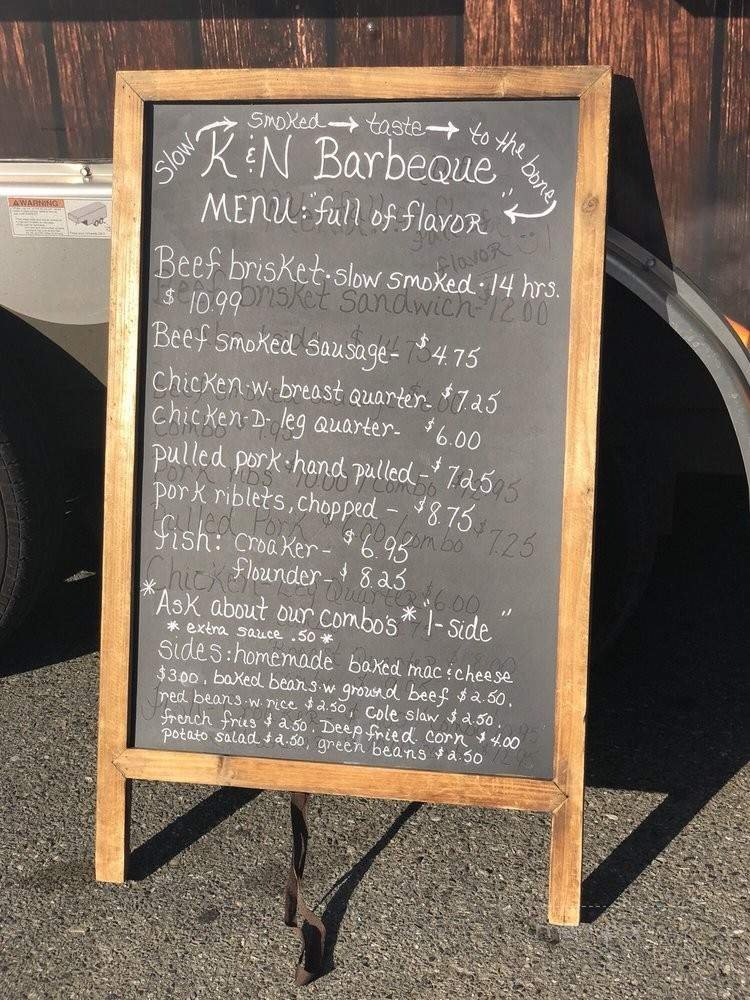 slow → smoked → taste → to the bone
K & N Barbeque
MENU: "full of flavor"
Beef brisket · slow smoked · 14 hrs.
$ 10.99
Beef smoked sausage - $4.75
chicken · w · breast quarter - $7.25
chicken - D - leg quarter - $6.00
pulled pork · hand pulled - $7.25
pork riblets, chopped - $8.75
fish: croaker - $6.95
flounder - $8.25
*Ask about our combo's * 1-side "
* extra sauce .50 *
sides: homemade baked mac & cheese
$3.00, baked beans · w ground beef $2.50,
red beans · w · rice $2.50, Cole slaw $2.50,
french fries $2.50. Deep fried corn $4.00
potato salad $2.50, green beans $2.50
WARNING